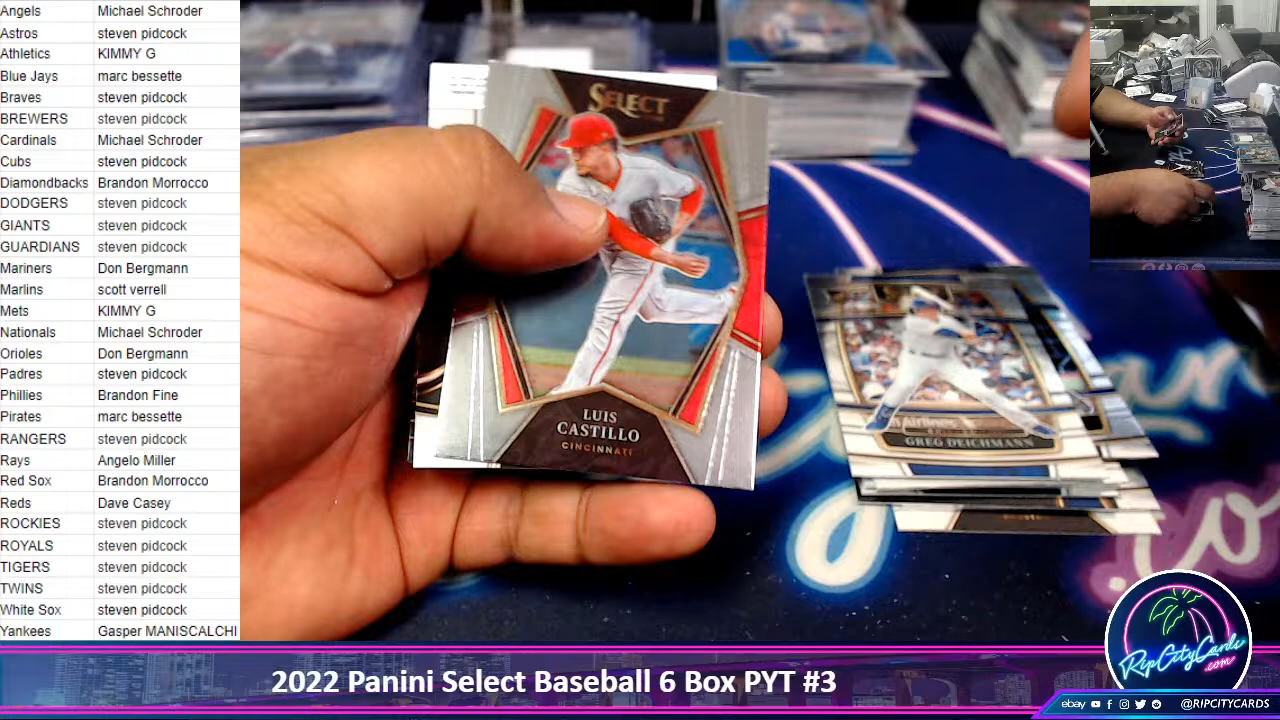 Angels Michael Schroder
Astros steven pidcock
Athletics KIMMY G
Blue Jays marc bessette
Braves steven pidcock
BREWERS steven pidcock
Cardinals Michael Schroder
Cubs steven pidcock
Diamondbacks Brandon Morrocco
DODGERS steven pidcock
GIANTS steven pidcock
GUARDIANS steven pidcock
Mariners Don Bergmann
Marlins scott verrell
Mets KIMMY G
Nationals Michael Schroder
Orioles Don Bergmann
Padres steven pidcock
Phillies Brandon Fine
Pirates marc bessette
RANGERS steven pidcock
Rays Angelo Miller
Red Sox Brandon Morrocco
Reds Dave Casey
ROCKIES steven pidcock
ROYALS steven pidcock
TIGERS steven pidcock
TWINS steven pidcock
White Sox steven pidcock
Yankees Gasper MANISCALCHI
SELECT
LUIS
CASTILLO
CINCINNATI
GREG DEICHMANN
2022 Panini Select Baseball 6 Box PYT #3
RipCityCards
.com
ebay @RIPCITYCARDS